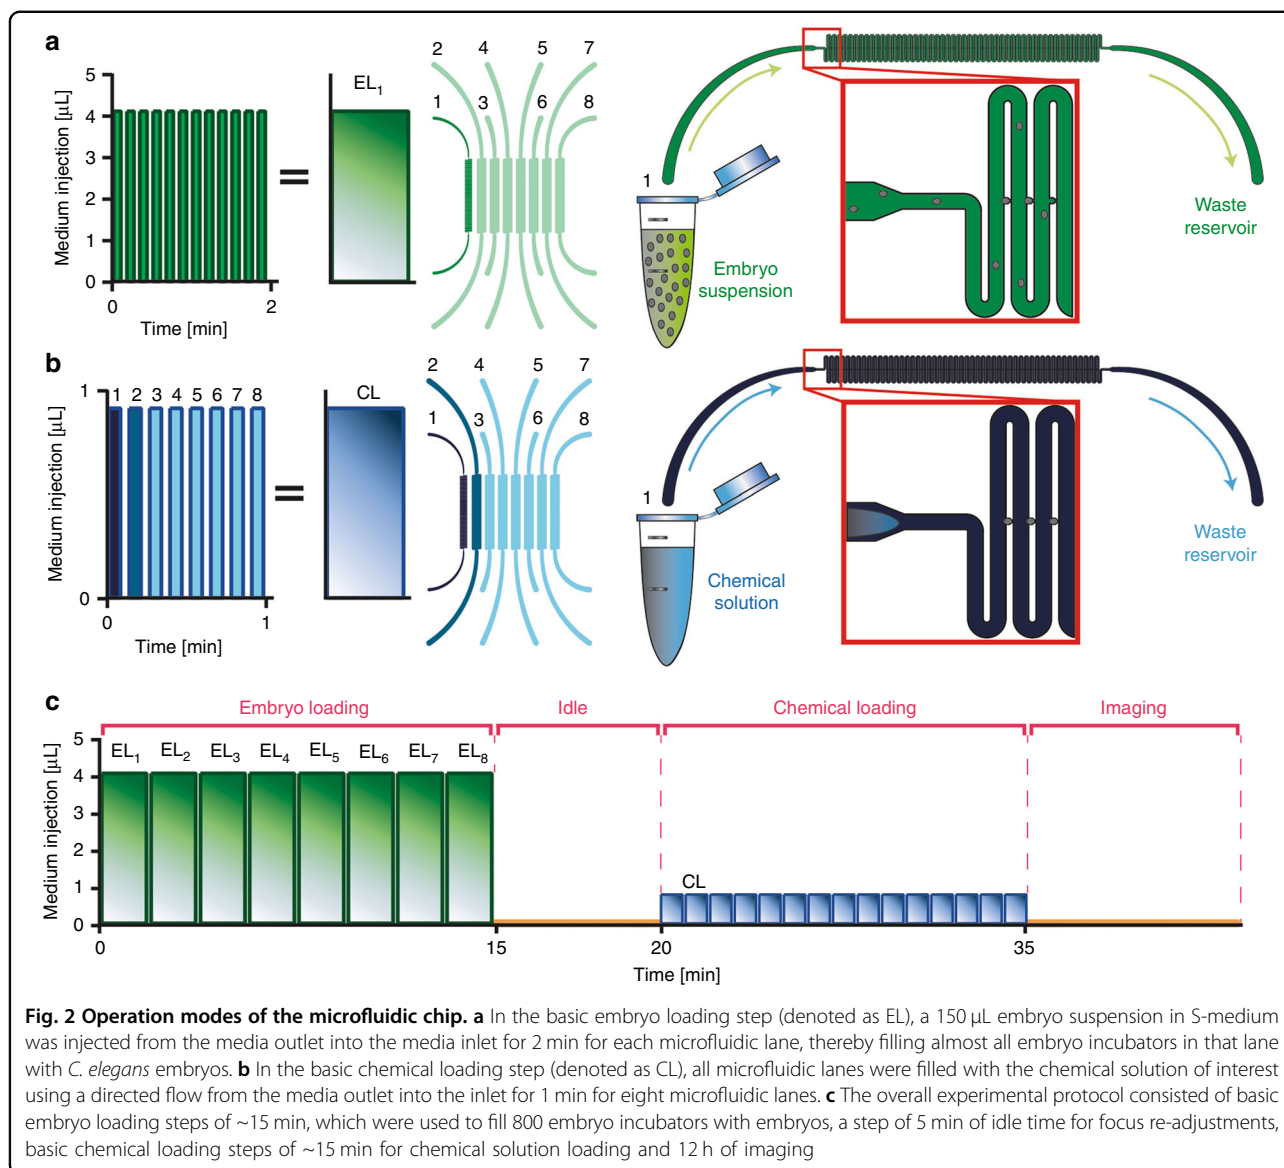 a
5
4
3
2
1
0
Medium injection [µL]
0
2
Time [min]
=
EL1
2 4 5 7
1 3 6 8
1
Embryo
suspension
Waste
reservoir
b
1
0
Medium injection [µL]
1 2 3 4 5 6 7 8
0
1
Time [min]
=
CL
2 4 5 7
1 3 6 8
1
Chemical
solution
Waste
reservoir
c
Embryo loading Idle Chemical loading Imaging
5
4
3
2
1
0
Medium injection [µL]
EL1 EL2 EL3 EL4 EL5 EL6 EL7 EL8
CL
0 15 20 35
Time [min]
Fig. 2 Operation modes of the microfluidic chip. a In the basic embryo loading step (denoted as EL), a 150 µL embryo suspension in S-medium
was injected from the media outlet into the media inlet for 2 min for each microfluidic lane, thereby filling almost all embryo incubators in that lane
with C. elegans embryos. b In the basic chemical loading step (denoted as CL), all microfluidic lanes were filled with the chemical solution of interest
using a directed flow from the media outlet into the inlet for 1 min for eight microfluidic lanes. c The overall experimental protocol consisted of basic
embryo loading steps of ~15 min, which were used to fill 800 embryo incubators with embryos, a step of 5 min of idle time for focus re-adjustments,
basic chemical loading steps of ~15 min for chemical solution loading and 12 h of imaging